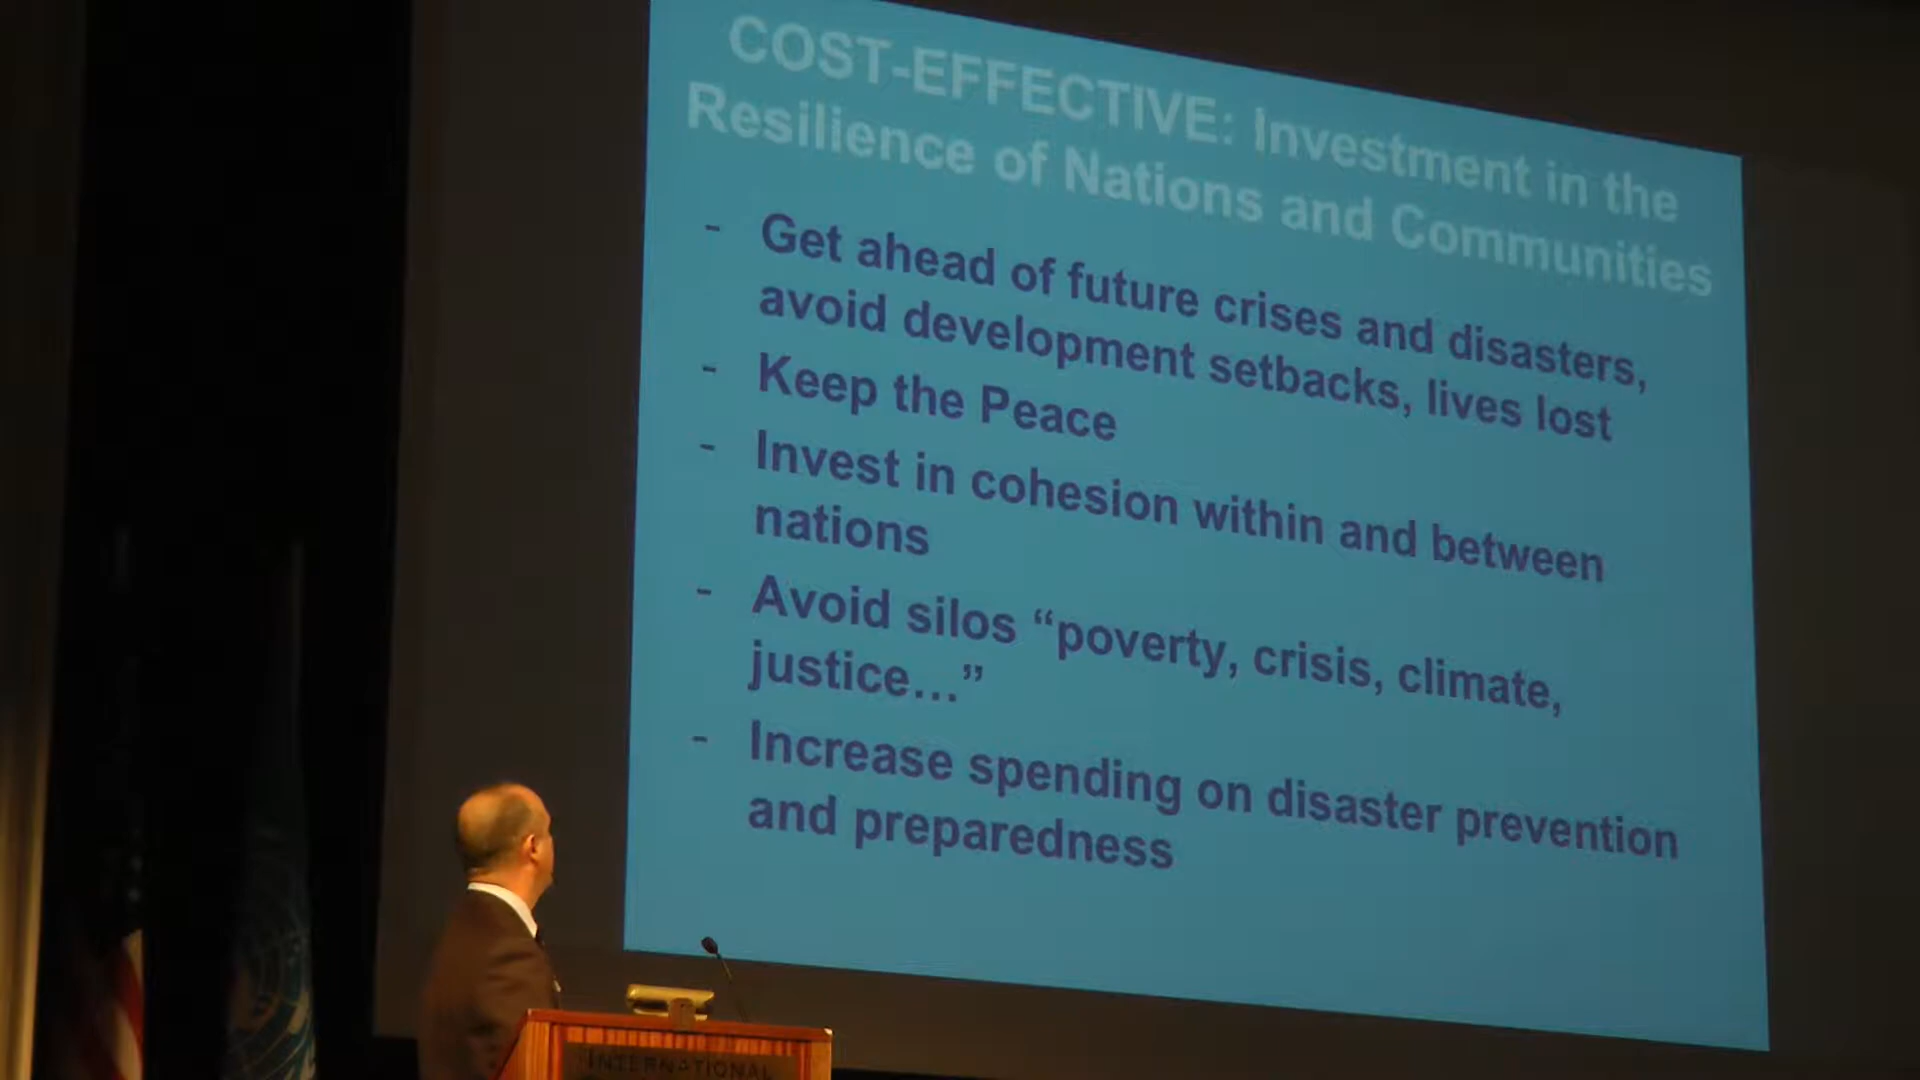 COST-EFFECTIVE: Investment in the
Resilience of Nations and Communities
- Get ahead of future crises and disasters,
avoid development setbacks, lives lost
- Keep the Peace
- Invest in cohesion within and between
nations
- Avoid silos “poverty, crisis, climate,
justice…”
- Increase spending on disaster prevention
and preparedness
INTERNATIONAL